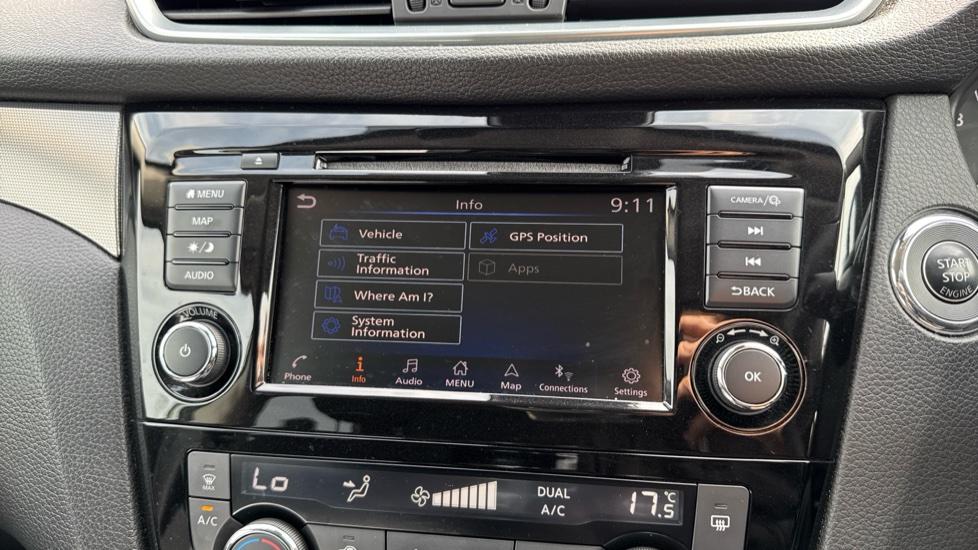 MENU
MAP
AUDIO
VOLUME
Info
9:11
Vehicle
GPS Position
Traffic
Information
Apps
Where Am I?
System
Information
Phone
Info
Audio
MENU
Map
Connections
Settings
CAMERA/
BACK
OK
START
STOP
ENGINE
3
MAX
A/C
Lo
DUAL
A/C
17.5°C